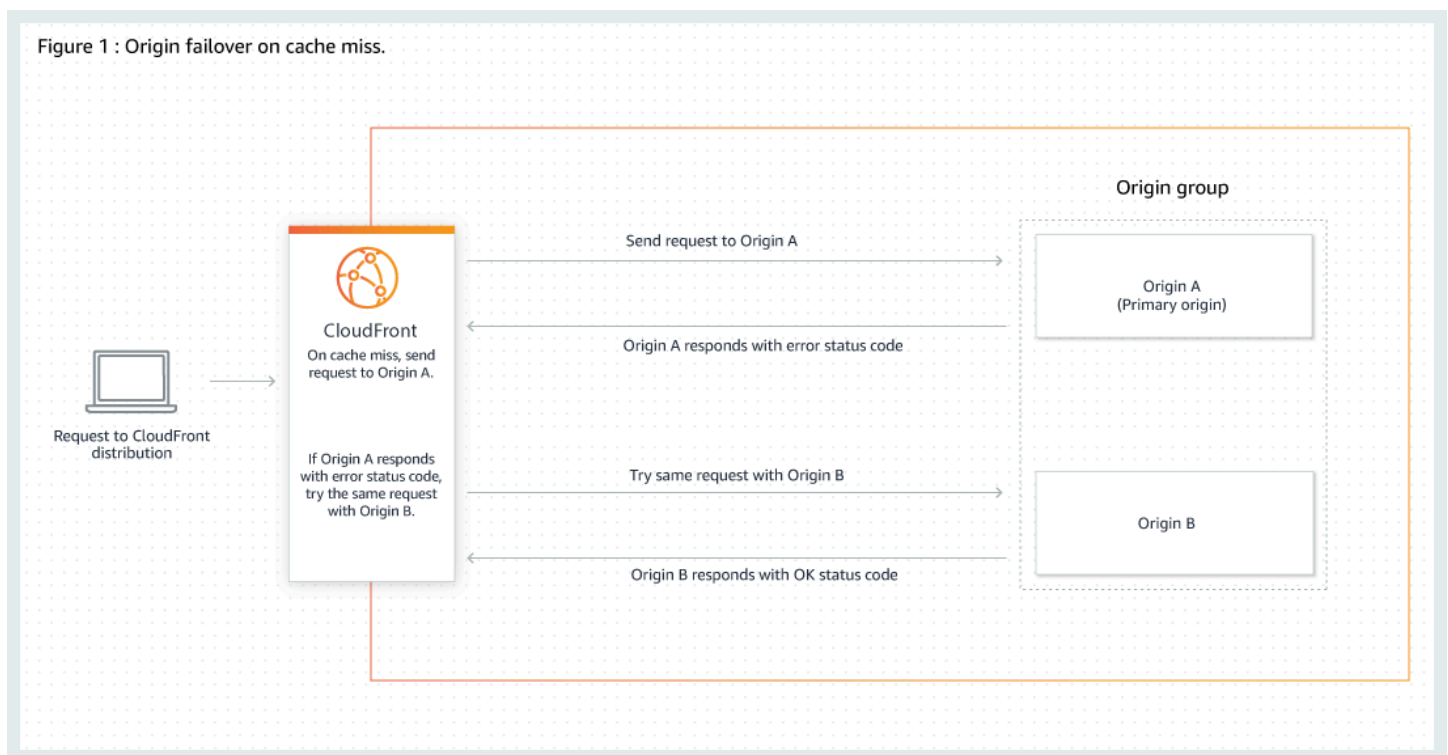 Figure 1 : Origin failover on cache miss.
Origin group
Send request to Origin A
Origin A
(Primary origin)
CloudFront
On cache miss, send
request to Origin A.
Origin A responds with error status code
Request to CloudFront
distribution
If Origin A responds
with error status code,
try the same request
with Origin B.
Try same request with Origin B
Origin B
Origin B responds with OK status code